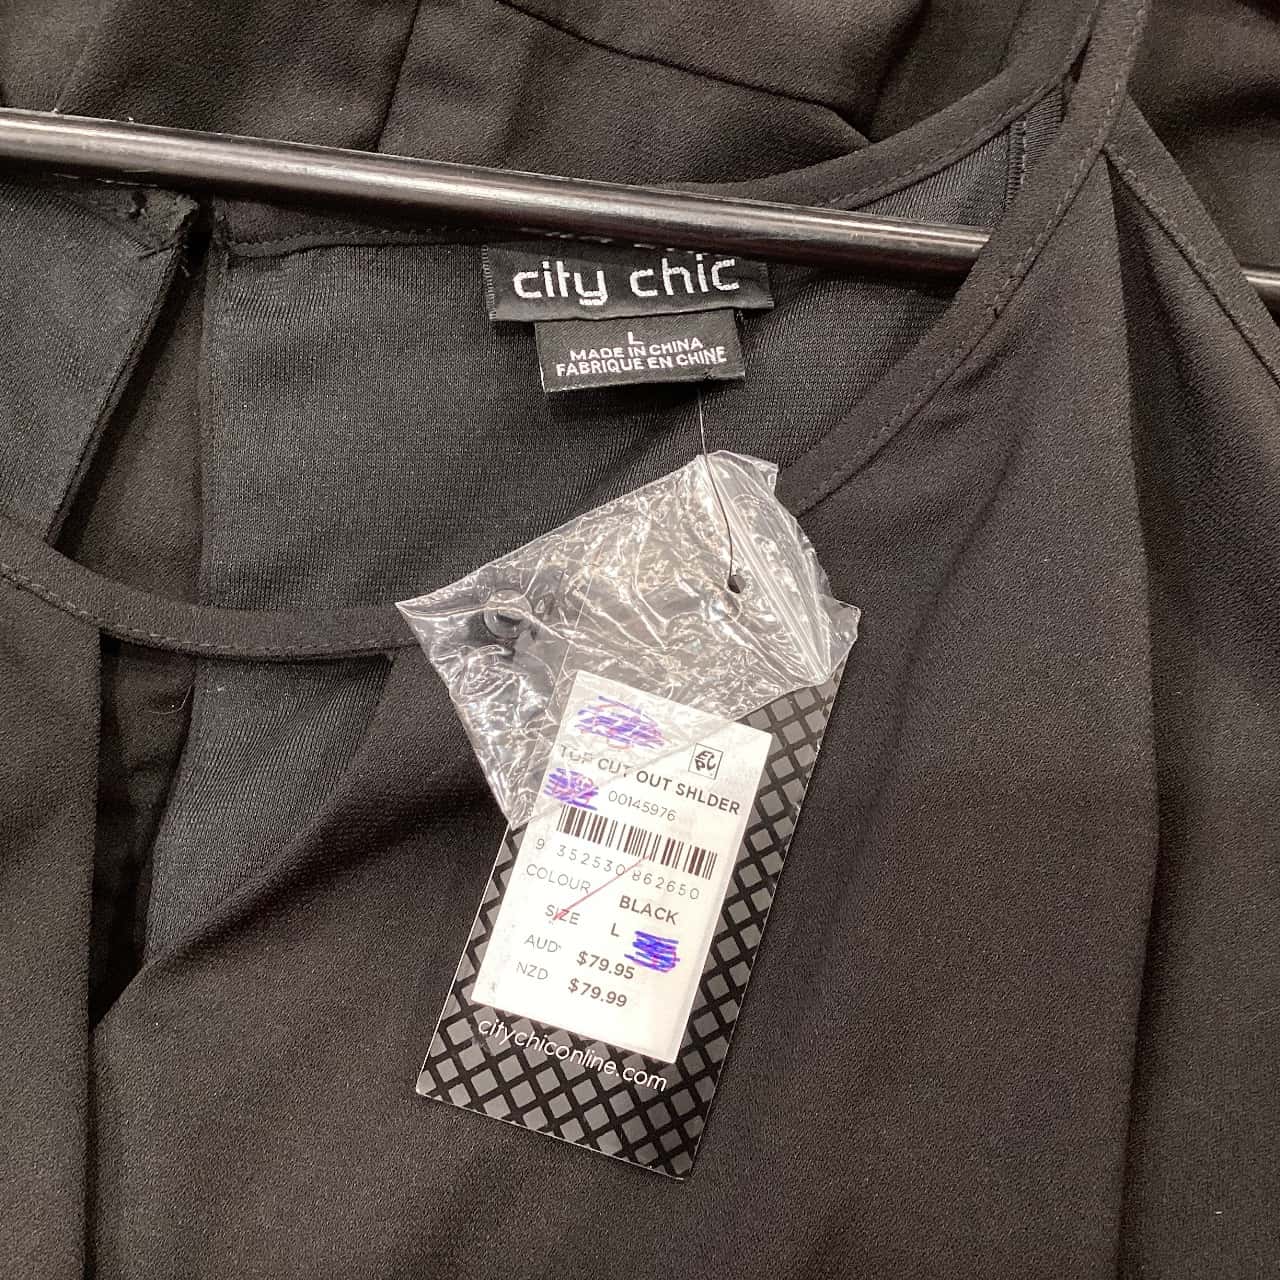 city chic
L
MADE IN CHINA
FABRIQUE EN CHINE
TOP CUT OUT SHLDER
00145976
9 352530 862650
COLOUR BLACK
SIZE L
AUD $79.95
NZD $79.99
citychiconline.com